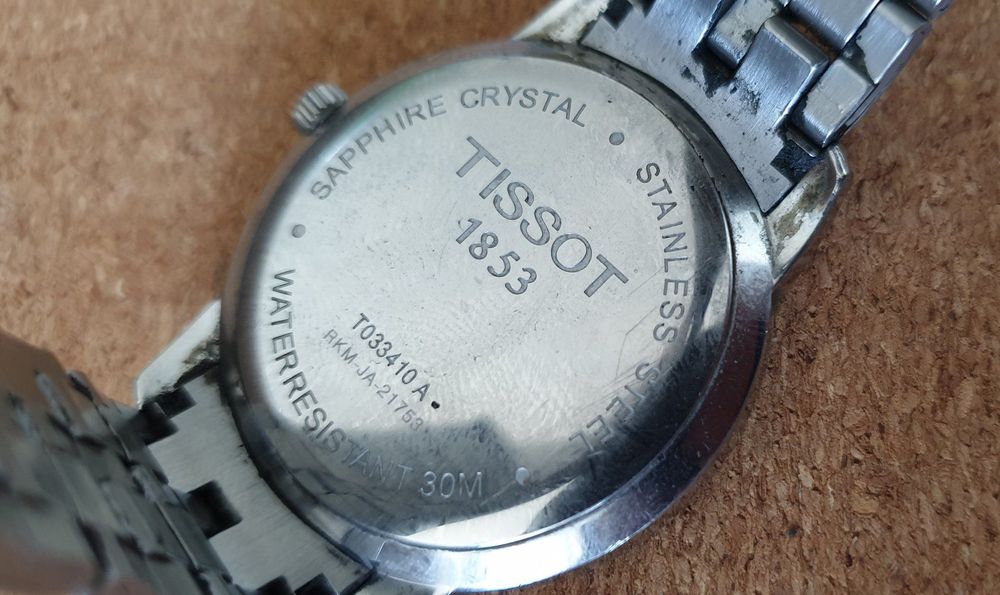 SAPPHIRE CRYSTAL
STAINLESS STEEL
TISSOT
1853
T033410 A
RKM-JA-21753
WATERRESISTANT 30M